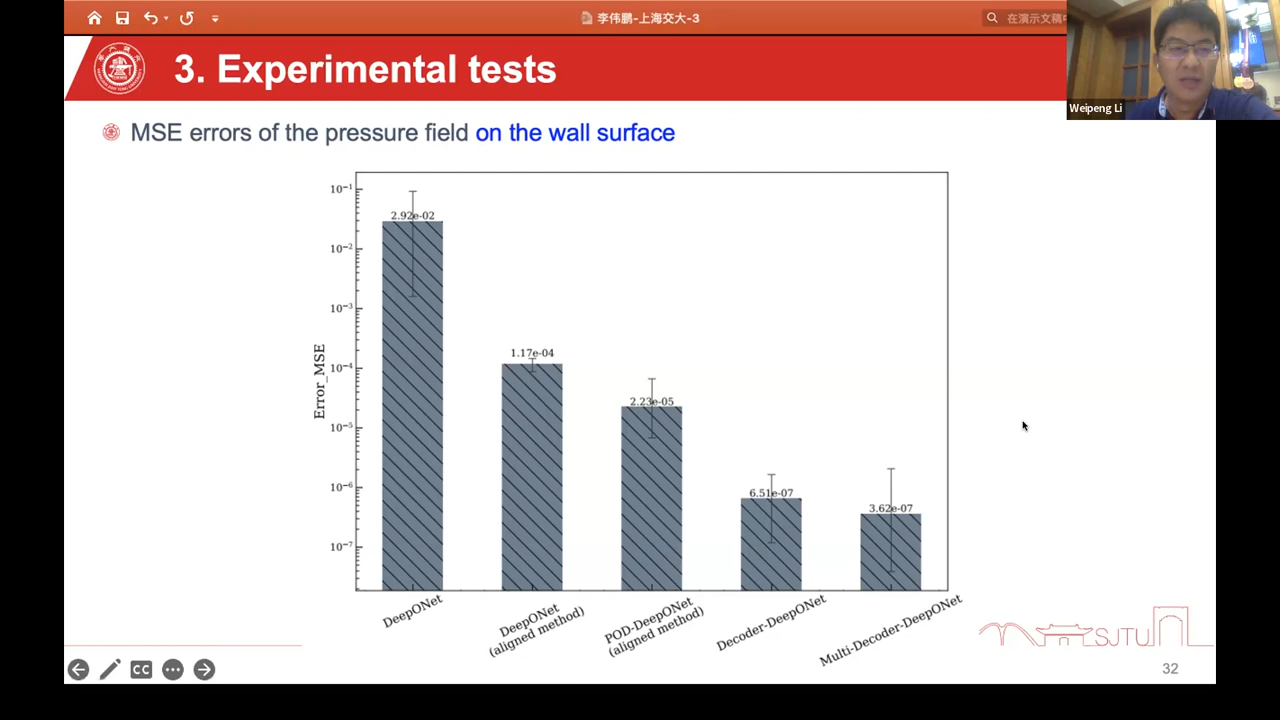 李伟鹏-上海交大-3
在演示文稿中
Weipeng Li
3. Experimental tests
MSE errors of the pressure field on the wall surface
Error_MSE
10⁻¹
10⁻²
10⁻³
10⁻⁴
10⁻⁵
10⁻⁶
10⁻⁷
2.92e-02
1.17e-04
2.23e-05
6.51e-07
3.62e-07
DeepONet
DeepONet
(aligned method)
POD-DeepONet
(aligned method)
Decoder-DeepONet
Multi-Decoder-DeepONet
SJTU
CC
32